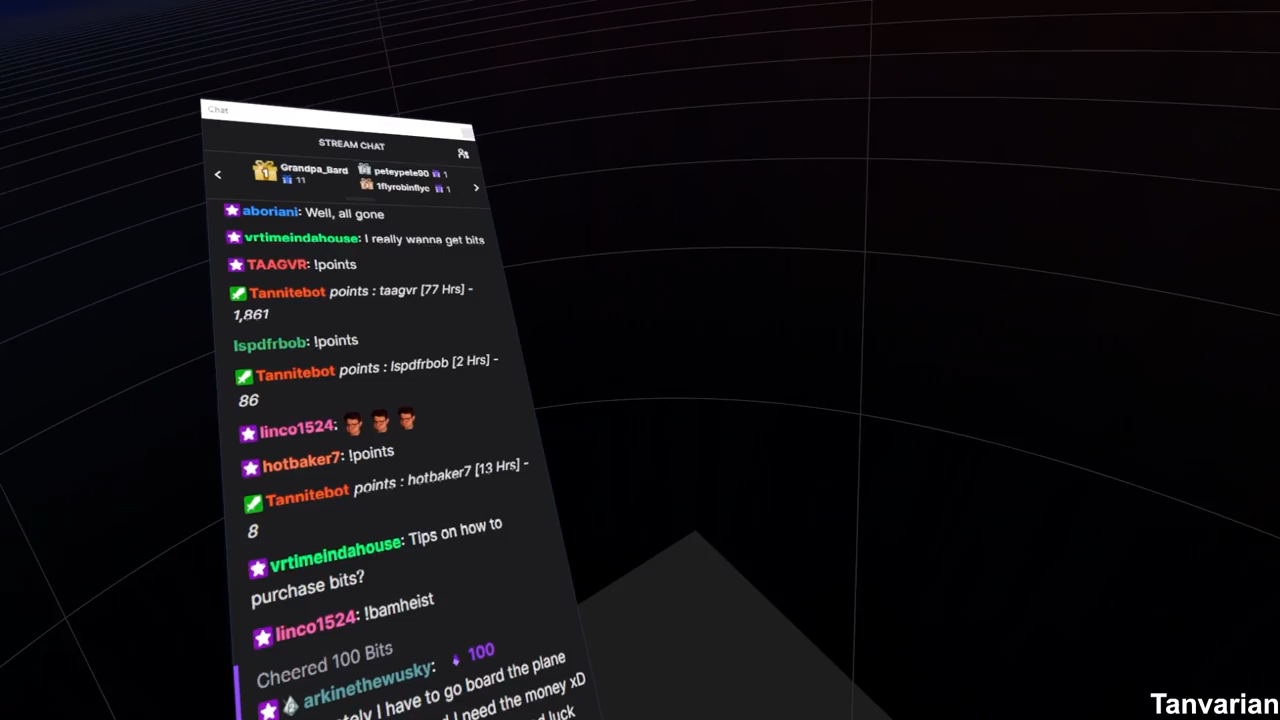 Chat
STREAM CHAT
Grandpa_Bard
11
peteypete90 1
1flyrobinflyc 1
aboriani: Well, all gone
vrtimeindahouse: I really wanna get bits
TAAGVR: !points
Tannitebot points : taagvr [77 Hrs] -
1,861
lspdfrbob: !points
Tannitebot points : lspdfrbob [2 Hrs] -
86
linco1524:
hotbaker7: !points
Tannitebot points : hotbaker7 [13 Hrs] -
8
vrtimeindahouse: Tips on how to
purchase bits?
linco1524: !bamheist
Cheered 100 Bits
arkinethewusky: 100
I have to go board the plane
I need the money xD
luck
Tanvarian